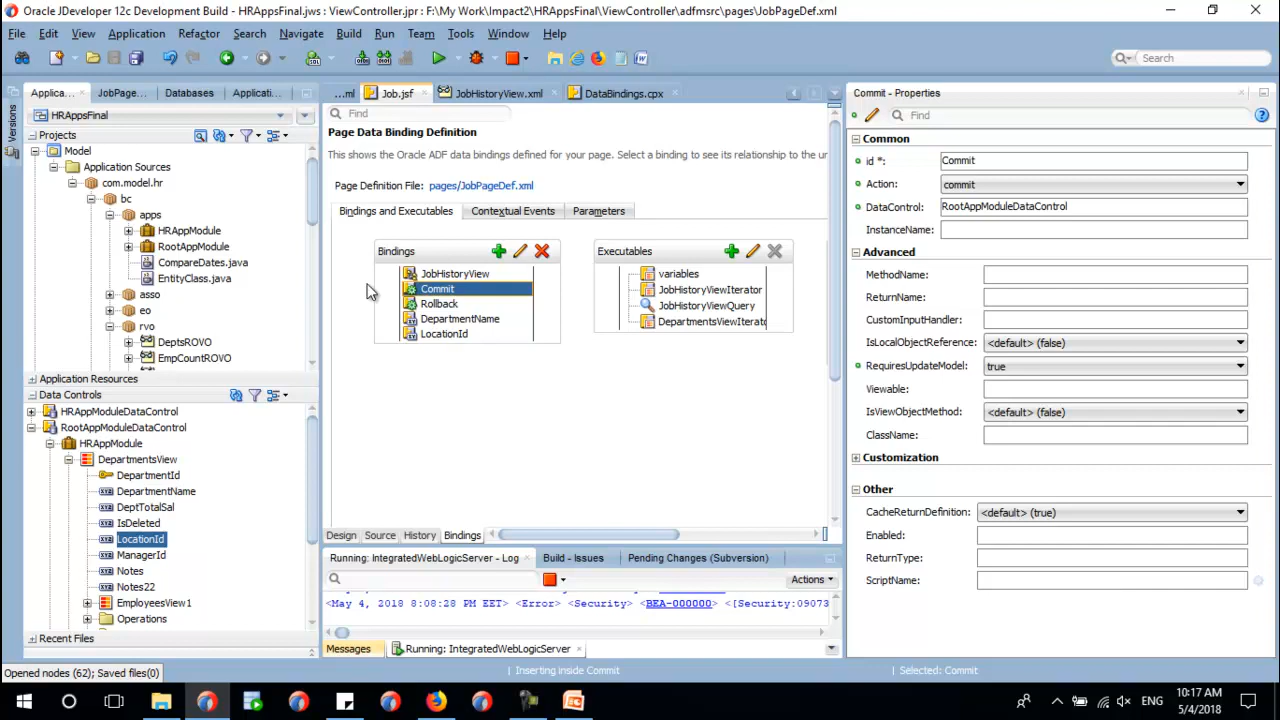 Oracle JDeveloper 12c Development Build - HRAppsFinal.jws : ViewController.jpr : F:\My Work\Impact2\HRAppsFinal\ViewController\adfmsrc\pages\JobPageDef.xml
File Edit View Application Refactor Search Navigate Build Run Team Tools Window Help
Search
Applica... JobPage... Databases Applicati... ...ml Job.jsf JobHistoryView.xml DataBindings.cpx
Commit - Properties
HRAppsFinal
Find
Find
Projects
Page Data Binding Definition
Common
Model
This shows the Oracle ADF data bindings defined for your page. Select a binding to see its relationship to the ur
id *: Commit
Application Sources
com.model.hr
Page Definition File: pages/JobPageDef.xml
Action: commit
bc
DataControl: RootAppModuleDataControl
apps
Bindings and Executables Contextual Events Parameters
InstanceName:
HRAppModule
RootAppModule
Bindings Executables
Advanced
CompareDates.java
JobHistoryView variables
MethodName:
EntityClass.java
Commit JobHistoryViewIterator
ReturnName:
asso
Rollback JobHistoryViewQuery
CustomInputHandler:
eo
DepartmentName DepartmentsViewIterato
rvo
LocationId
IsLocalObjectReference: <default> (false)
DeptsROVO
EmpCountROVO
RequiresUpdateModel: true
Application Resources
Viewable:
Data Controls
IsViewObjectMethod: <default> (false)
HRAppModuleDataControl
RootAppModuleDataControl
ClassName:
HRAppModule
Customization
DepartmentsView
DepartmentId
Other
DepartmentName
DeptTotalSal
CacheReturnDefinition: <default> (true)
IsDeleted
Enabled:
LocationId
Design Source History Bindings
ManagerId
Running: IntegratedWebLogicServer - Log Build - Issues Pending Changes (Subversion)
ReturnType:
Notes
Actions
ScriptName:
Notes22
EmployeesView1
<May 4, 2018 8:08:28 PM EET> <Error> <Security> <BEA-000000> <[Security:09073
Operations
Recent Files
Messages Running: IntegratedWebLogicServer
Opened nodes (62); Saved files(0)
Inserting inside Commit
Selected: Commit
Versions
ENG
10:17 AM
5/4/2018